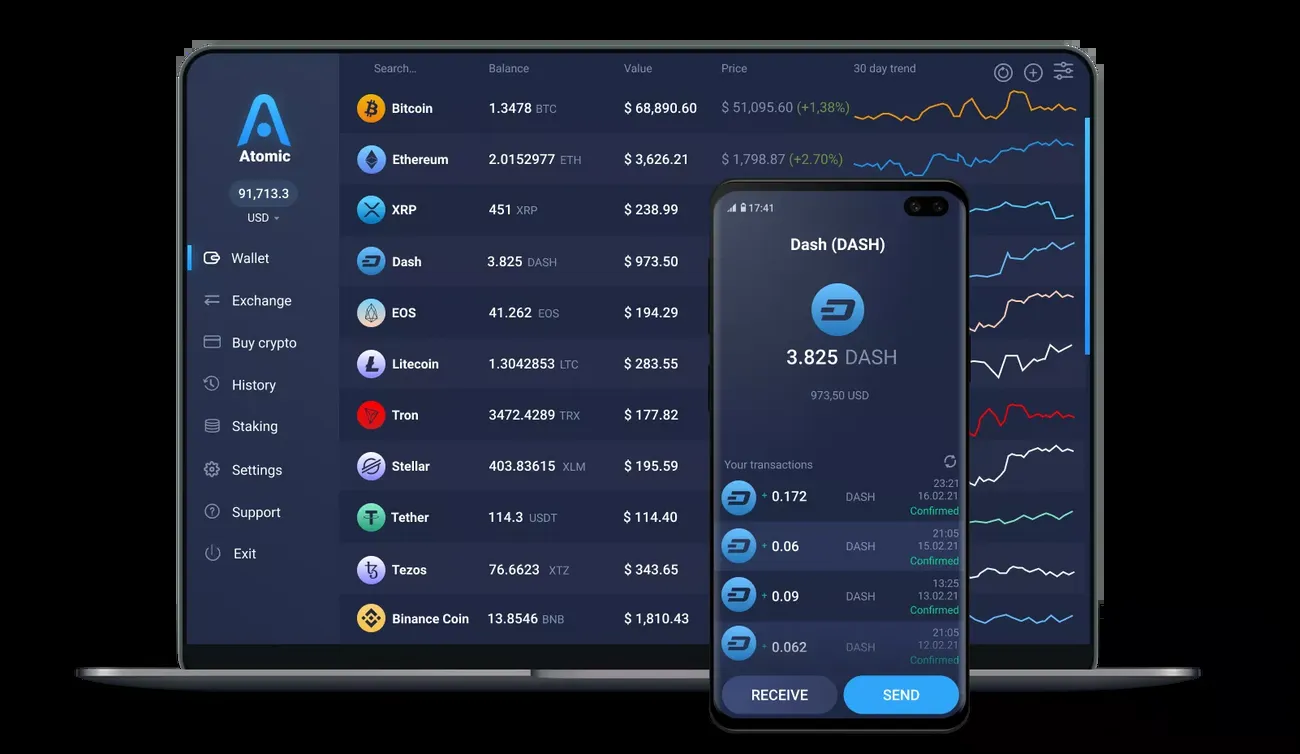 Search... Balance Value Price 30 day trend
Atomic
91,713.3
USD
Wallet
Exchange
Buy crypto
History
Staking
Settings
Support
Exit
Bitcoin 1.3478 BTC $ 68,890.60 $ 51,095.60 (+1,38%)
Ethereum 2.0152977 ETH $ 3,626.21 $ 1,798.87 (+2.70%)
XRP 451 XRP $ 238.99
Dash 3.825 DASH $ 973.50
EOS 41.262 EOS $ 194.29
Litecoin 1.3042853 LTC $ 283.55
Tron 3472.4289 TRX $ 177.82
Stellar 403.83615 XLM $ 195.59
Tether 114.3 USDT $ 114.40
Tezos 76.6623 XTZ $ 343.65
Binance Coin 13.8546 BNB $ 1,810.43
17:41
Dash (DASH)
3.825 DASH
973,50 USD
Your transactions
23:21
+ 0.172 DASH 16.02.21
Confirmed
21:05
+ 0.06 DASH 15.02.21
Confirmed
13:25
+ 0.09 DASH 13.02.21
Confirmed
21:05
+ 0.062 DASH 12.02.21
Confirmed
RECEIVE SEND